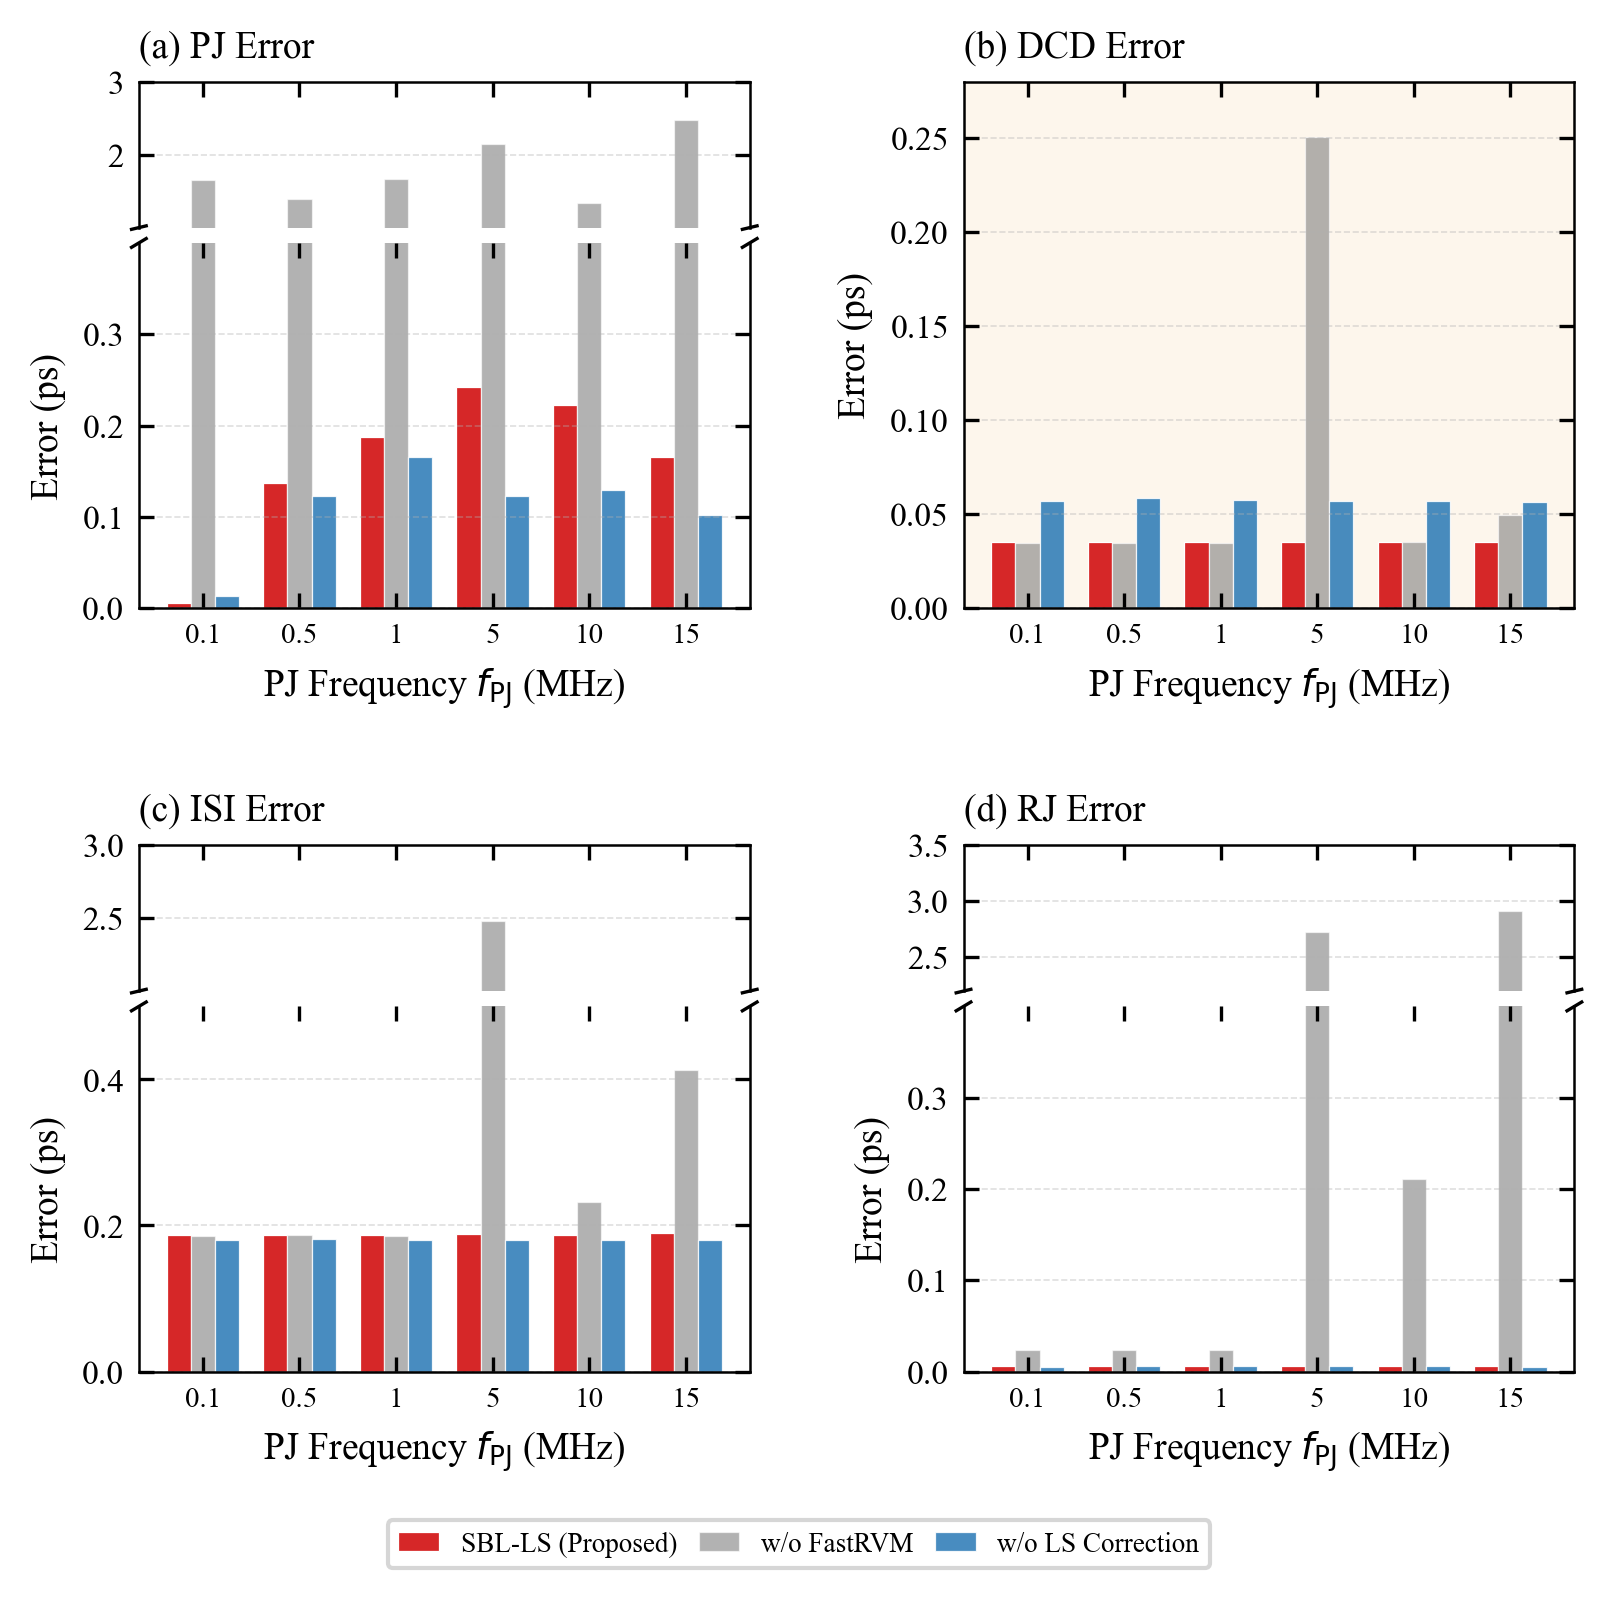 (a) PJ Error
3
2
0.3
0.2
0.1
0.0
Error (ps)
0.1 0.5 1 5 10 15
PJ Frequency f_PJ (MHz)
(b) DCD Error
0.25
0.20
0.15
0.10
0.05
0.00
Error (ps)
0.1 0.5 1 5 10 15
PJ Frequency f_PJ (MHz)
(c) ISI Error
3.0
2.5
0.4
0.2
0.0
Error (ps)
0.1 0.5 1 5 10 15
PJ Frequency f_PJ (MHz)
(d) RJ Error
3.5
3.0
2.5
0.3
0.2
0.1
0.0
Error (ps)
0.1 0.5 1 5 10 15
PJ Frequency f_PJ (MHz)
SBL-LS (Proposed) w/o FastRVM w/o LS Correction